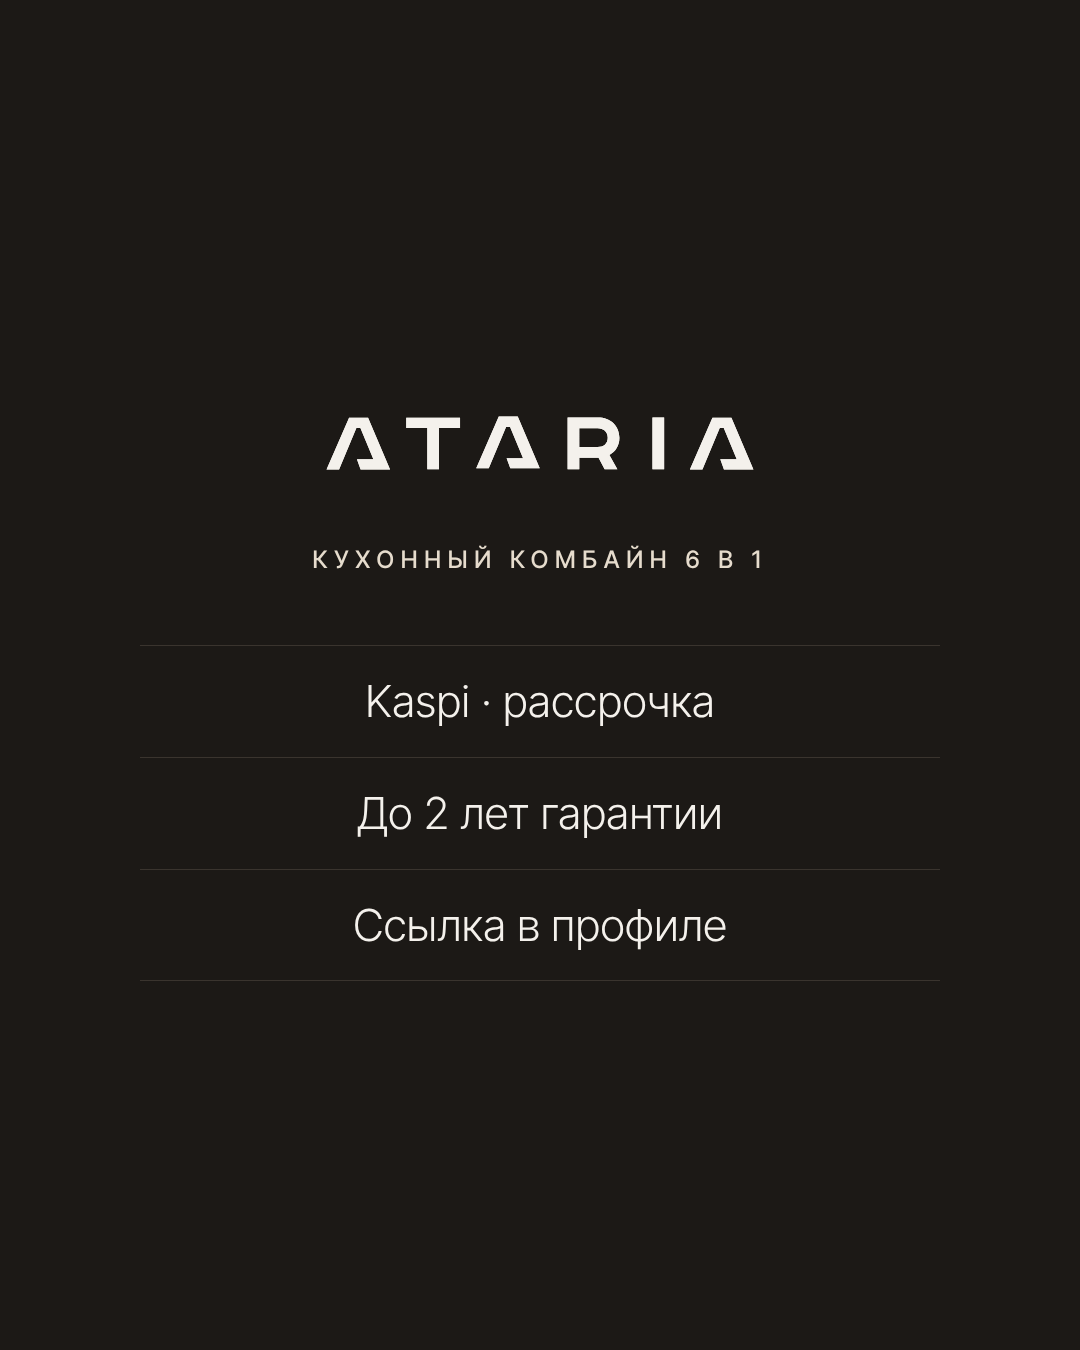 ATARIA
КУХОННЫЙ КОМБАЙН 6 В 1
Kaspi · рассрочка
До 2 лет гарантии
Ссылка в профиле